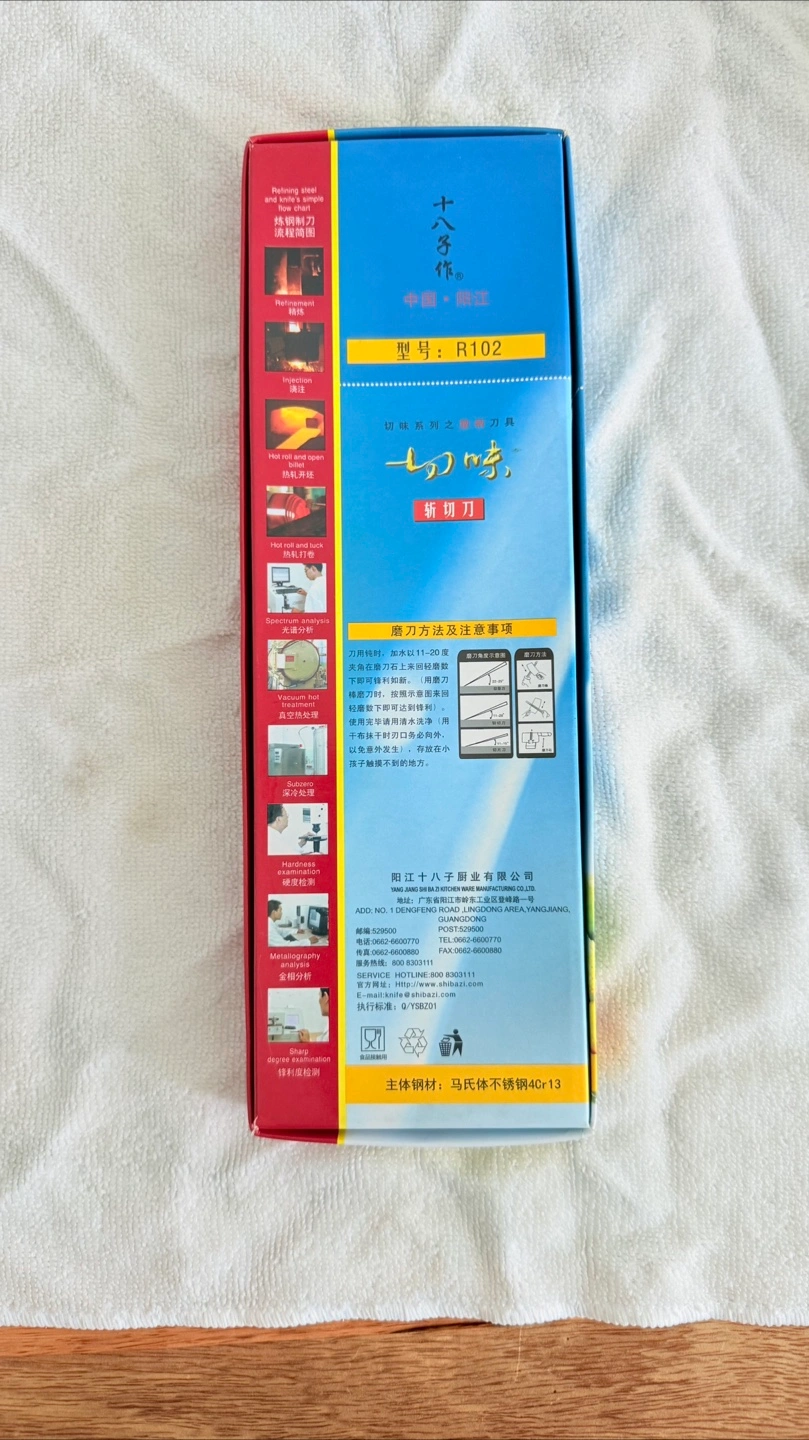 Refining steel
and knife's simple
flow chart
炼钢制刀
流程简图
Refinement
精炼
Injection
浇注
Hot roll and open
billet
热轧开坯
Hot roll and tuck
热轧打卷
Spectrum analysis
光谱分析
Vacuum hot
treatment
真空热处理
Subzero
深冷处理
Hardness
examination
硬度检测
Metallography
analysis
金相分析
Sharp
degree examination
锋利度检测
十八子作®
中国·阳江
型号：R102
切味系列之 刀具
切味
斩切刀
磨刀方法及注意事项
刀用钝时，加水以11-20度
夹角在磨刀石上来回轻磨数
下即可锋利如新。（用磨刀
棒磨刀时，按照示意图来回
轻磨数下即可达到锋利）。
使用完毕请用清水洗净（用
干布抹干时刃口务必向外，
以免意外发生），存放在小
孩子触摸不到的地方。
磨刀角度示意图
磨刀方法
阳江十八子厨业有限公司
YANG JIANG SHI BA ZI KITCHEN WARE MANUFACTURING CO.,LTD.
地址：广东省阳江市岭东工业区登峰路一号
ADD: NO. 1 DENGFENG ROAD ,LINGDONG AREA,YANGJIANG,
GUANGDONG
邮编:529500 POST:529500
电话:0662-6600770 TEL:0662-6600770
传真:0662-6600880 FAX:0662-6600880
服务热线：800 8303111
SERVICE HOTLINE:800 8303111
官方网址：Http://www.shibazi.com
E-mail:knife@shibazi.com
执行标准：Q/YSBZ01
食品接触用
主体钢材：马氏体不锈钢4Cr13